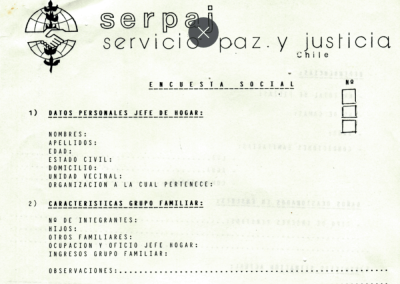 serpaj
servicio paz. y justicia
Chile
ENCUESTA SOCIAL
Nº
1) DATOS PERSONALES JEFE DE HOGAR:
NOMBRES:
APELLIDOS:
EDAD:
ESTADO CIVIL:
DOMICILIO:
UNIDAD VECINAL:
ORGANIZACION A LA CUAL PERTENECE:
2) CARACTERISTICAS GRUPO FAMILIAR:
Nº DE INTEGRANTES:
HIJOS:
OTROS FAMILIARES:
OCUPACION Y OFICIO JEFE HOGAR:
INGRESOS GRUPO FAMILIAR:
OBSERVACIONES: